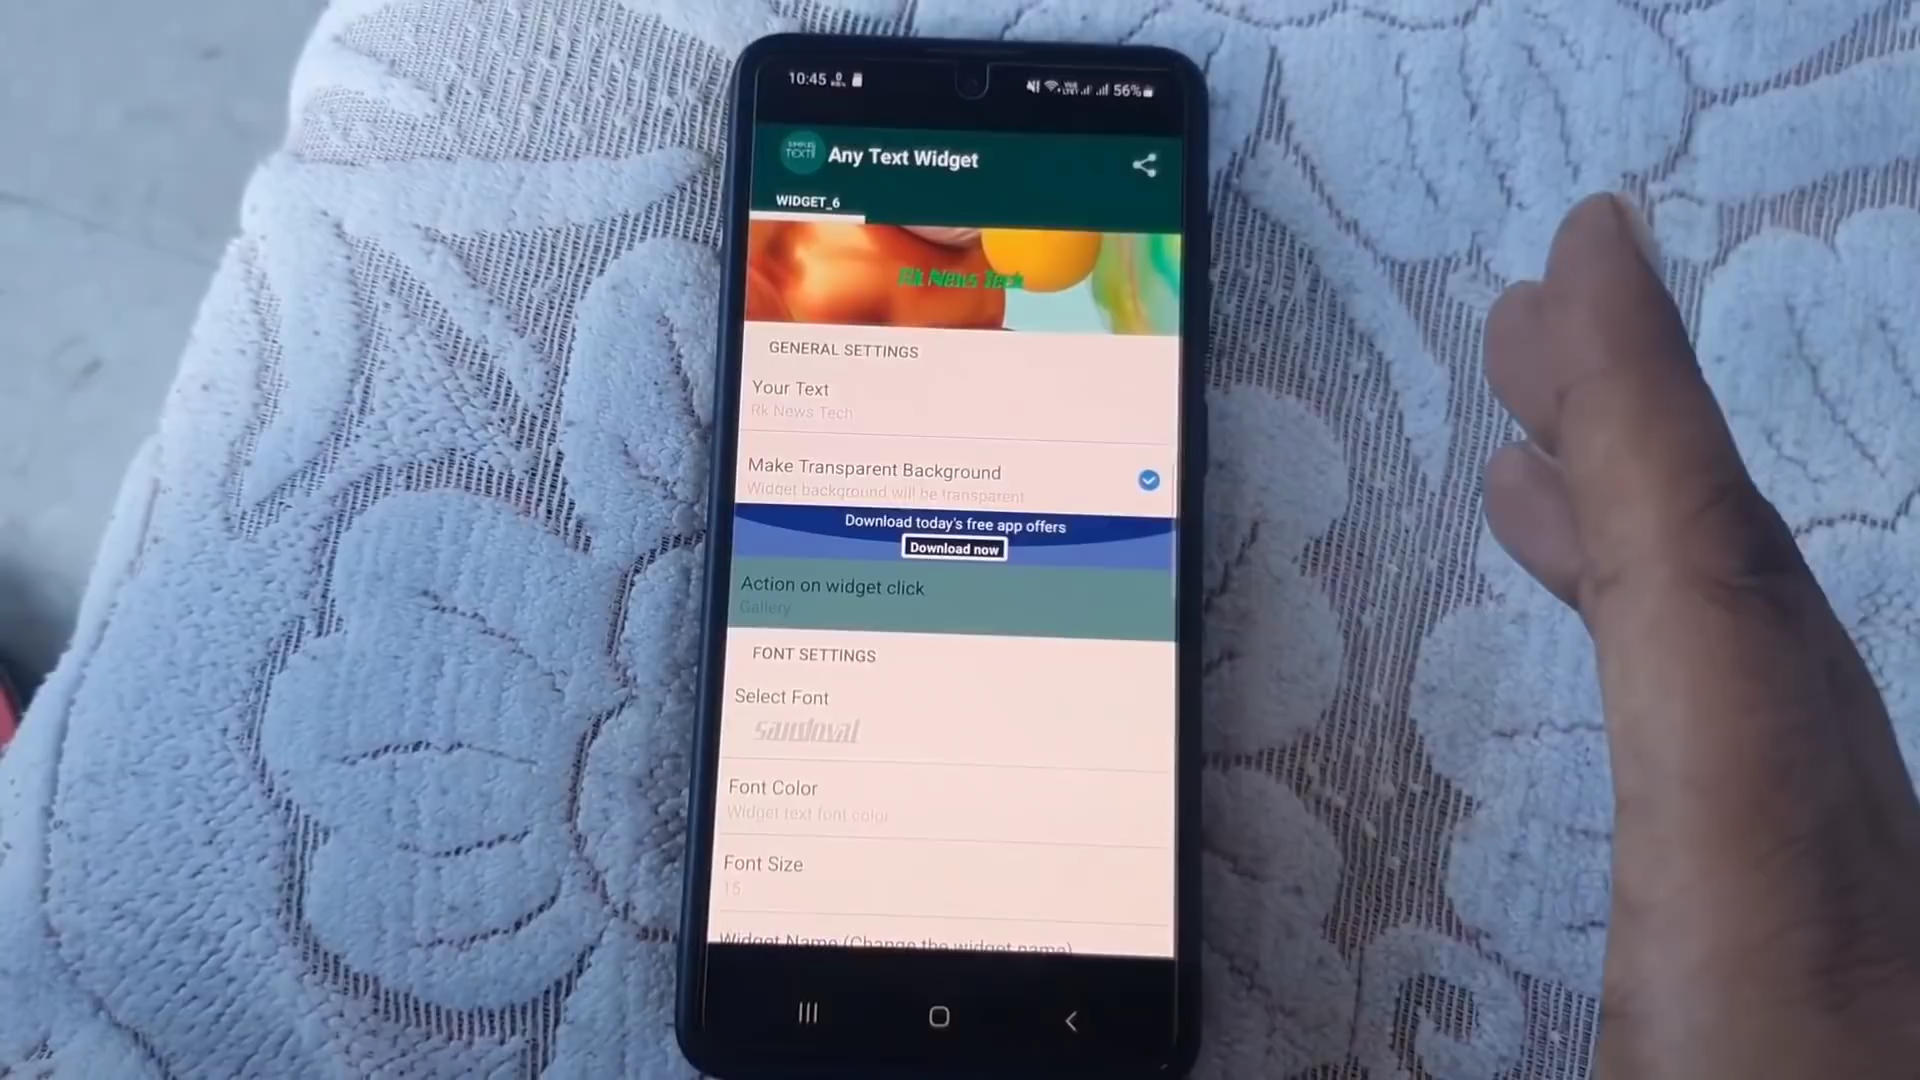 10:45
56%
TEXT
Any Text Widget
WIDGET_6
Rk News Tech
GENERAL SETTINGS
Your Text
Rk News Tech
Make Transparent Background
Widget background will be transparent
Download today's free app offers
Download now
Action on widget click
Gallery
FONT SETTINGS
Select Font
sandoval
Font Color
Widget text font color
Font Size
15
Widget Name (Change the widget name)